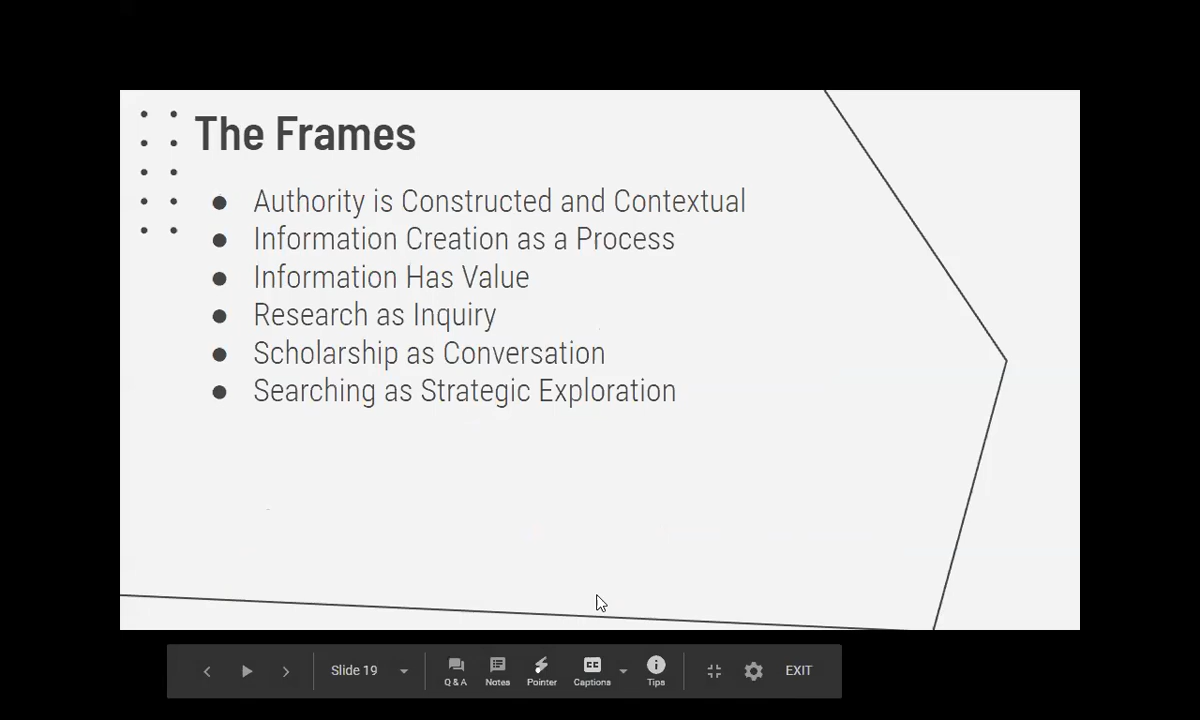 The Frames
● Authority is Constructed and Contextual
● Information Creation as a Process
● Information Has Value
● Research as Inquiry
● Scholarship as Conversation
● Searching as Strategic Exploration
Slide 19
Q & A
Notes
Pointer
CC
Captions
Tips
EXIT